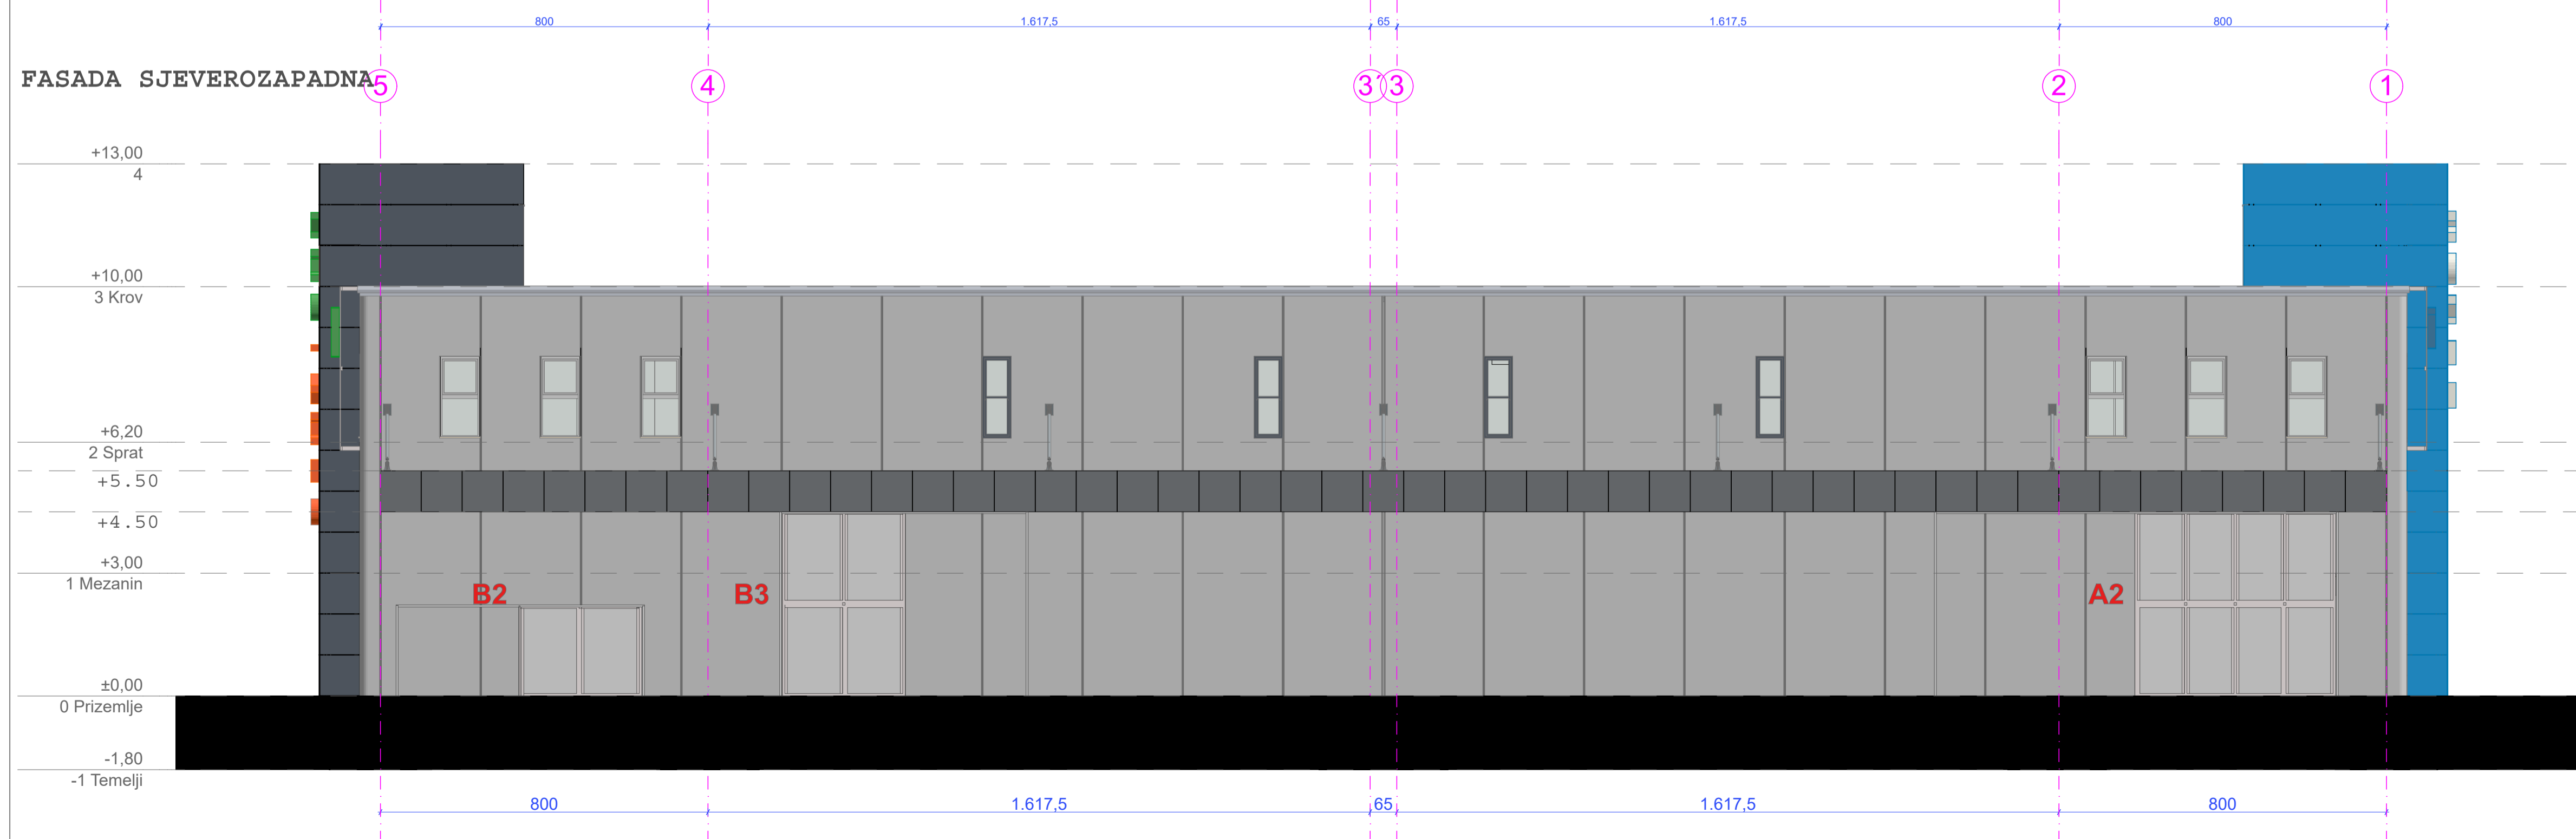 800 1.617,5 65 1.617,5 800
FASADA SJEVEROZAPADNA
5 4 3´ 3 2 1
+13,00
4
+10,00
3 Krov
+6,20
2 Sprat
+5.50
+4.50
+3,00
1 Mezanin
B2 B3 A2
±0,00
0 Prizemlje
-1,80
-1 Temelji
800 1.617,5 65 1.617,5 800